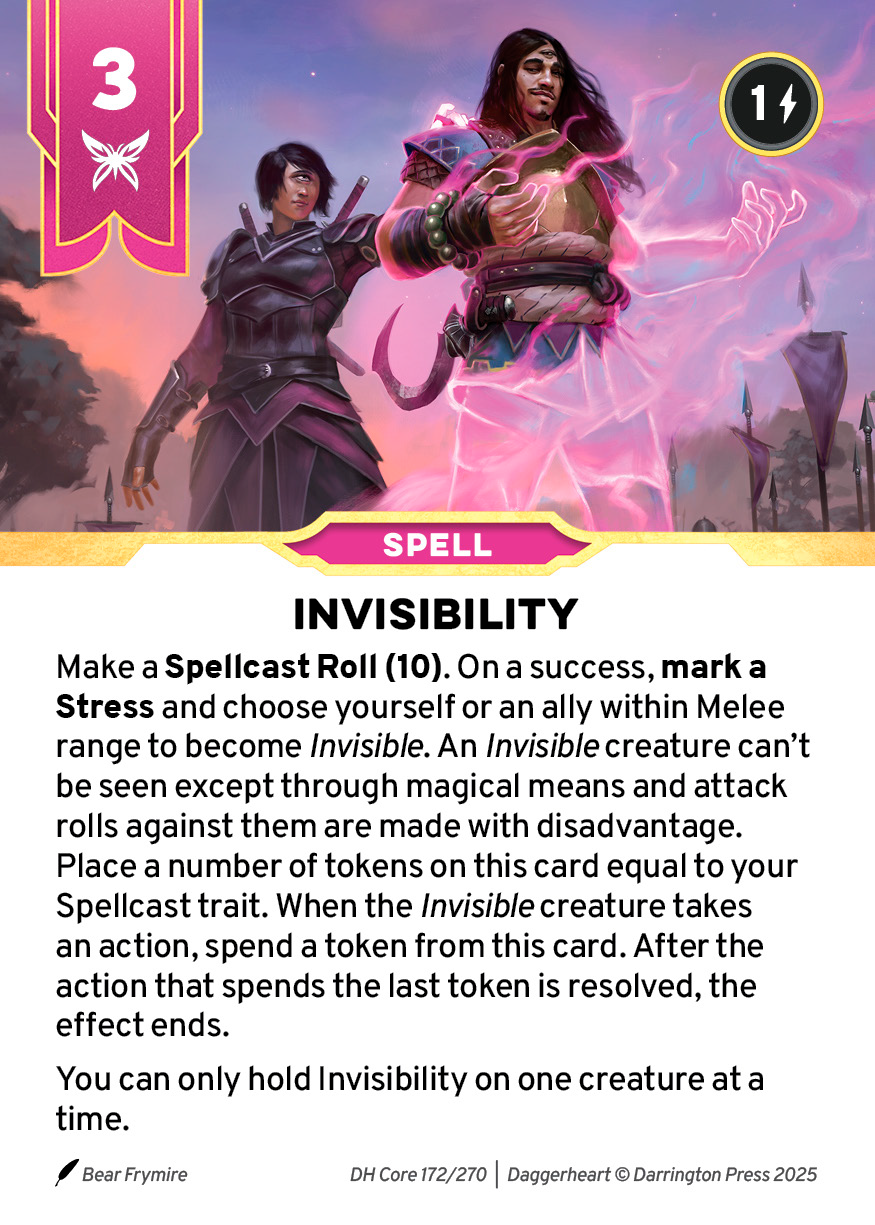 3
1
SPELL
INVISIBILITY
Make a Spellcast Roll (10). On a success, mark a
Stress and choose yourself or an ally within Melee
range to become Invisible. An Invisible creature can’t
be seen except through magical means and attack
rolls against them are made with disadvantage.
Place a number of tokens on this card equal to your
Spellcast trait. When the Invisible creature takes
an action, spend a token from this card. After the
action that spends the last token is resolved, the
effect ends.
You can only hold Invisibility on one creature at a
time.
Bear Frymire
DH Core 172/270 | Daggerheart © Darrington Press 2025